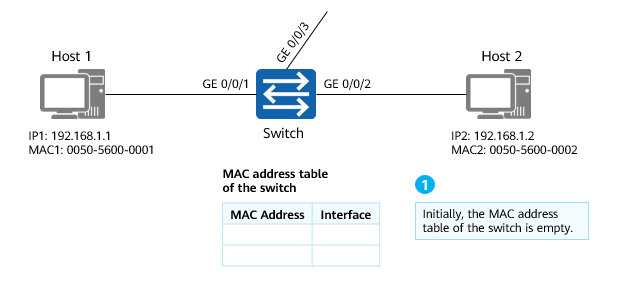 GE 0/0/3
Host 1
Host 2
GE 0/0/1
GE 0/0/2
Switch
IP1: 192.168.1.1
MAC1: 0050-5600-0001
IP2: 192.168.1.2
MAC2: 0050-5600-0002
MAC address table
of the switch
MAC Address Interface
1
Initially, the MAC address
table of the switch is empty.